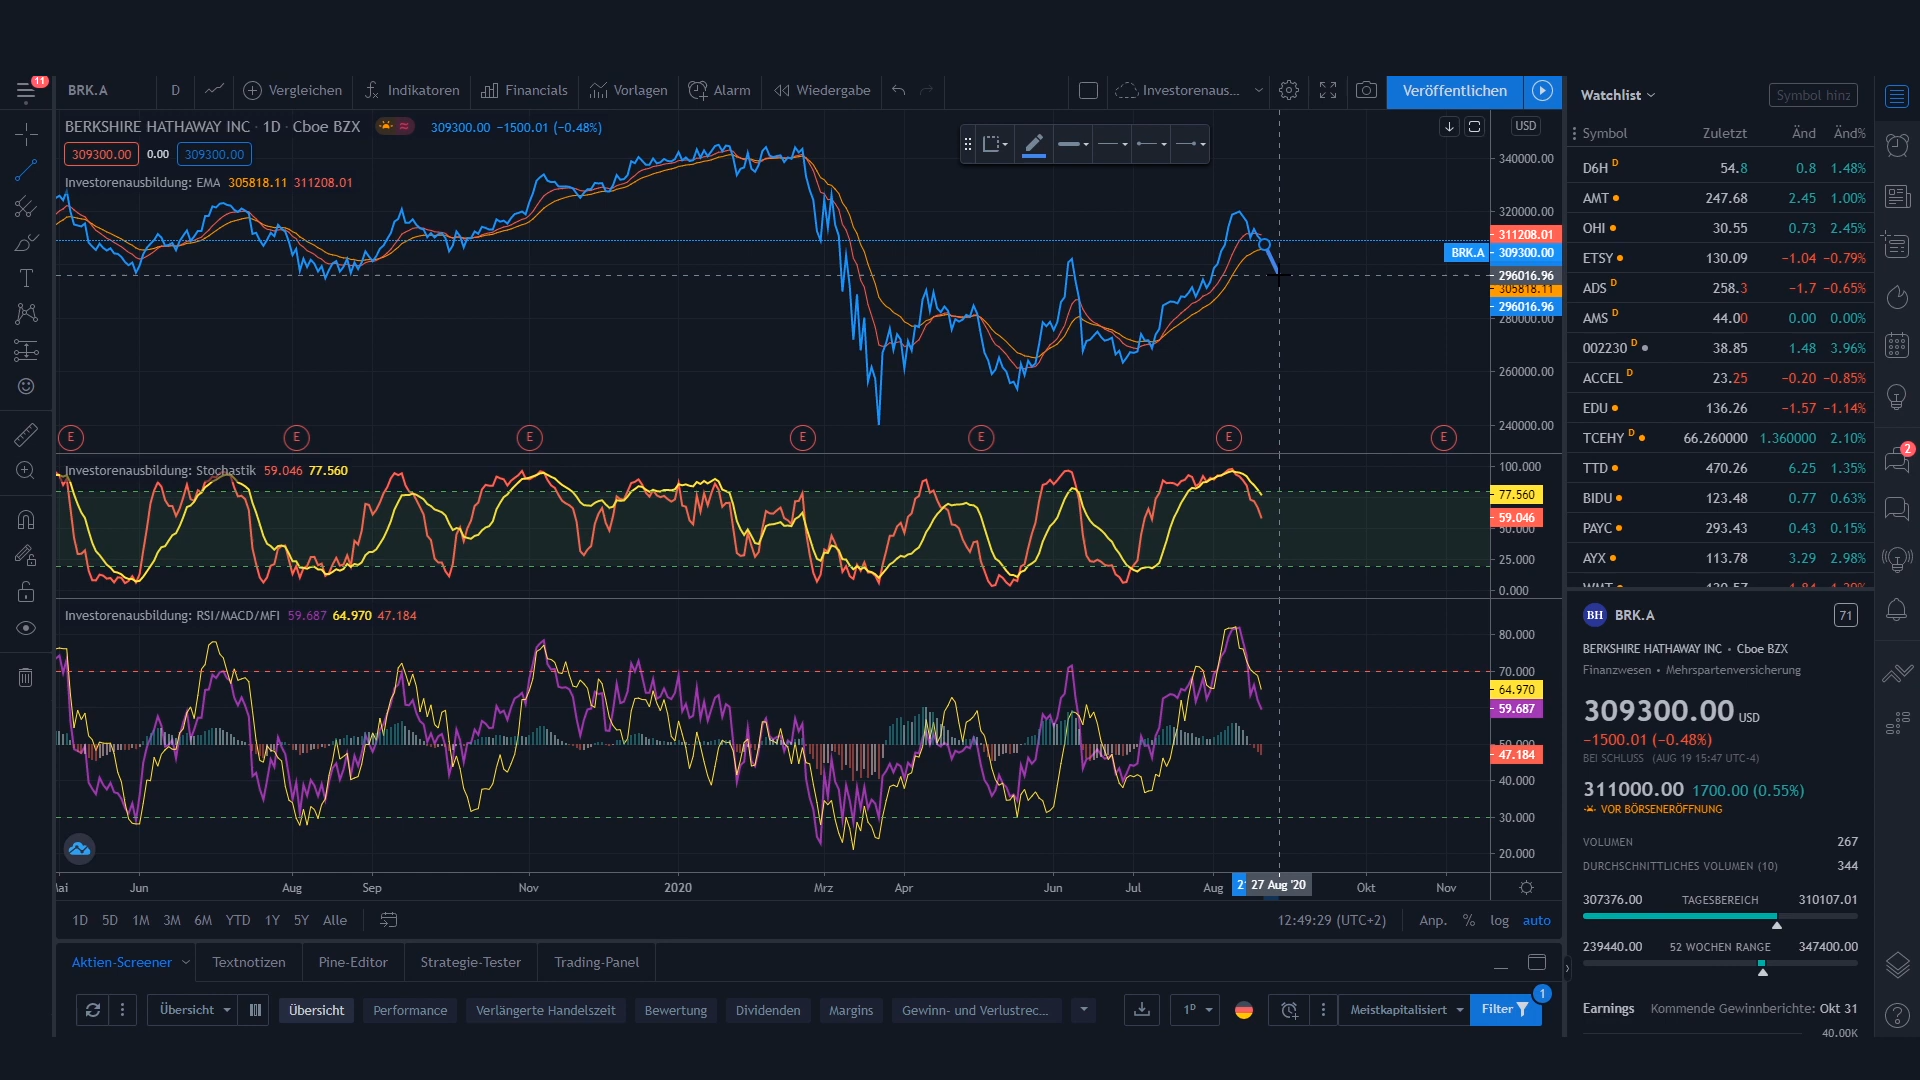 11
BRK.A D Vergleichen Indikatoren Financials Vorlagen Alarm Wiedergabe Investorenaus... Veröffentlichen
BERKSHIRE HATHAWAY INC · 1D · Cboe BZX 309300.00 −1500.01 (−0.48%) USD
309300.00 0.00 309300.00
Investorenausbildung: EMA 305818.11 311208.01
340000.00
320000.00
311208.01
BRK.A 309300.00
296016.96
305818.11
296016.96
280000.00
260000.00
240000.00
E E E E E E E
Investorenausbildung: Stochastik 59.046 77.560
100.000
77.560
59.046
50.000
25.000
0.000
Investorenausbildung: RSI/MACD/MFI 59.687 64.970 47.184
80.000
70.000
64.970
59.687
50.000
47.184
40.000
30.000
20.000
Jun Aug Sep Nov 2020 Mrz Apr Jun Jul Aug 27 Aug '20 Okt Nov
1D 5D 1M 3M 6M YTD 1Y 5Y Alle 12:49:29 (UTC+2) Anp. % log auto
Aktien-Screener Textnotizen Pine-Editor Strategie-Tester Trading-Panel
Übersicht Übersicht Performance Verlängerte Handelszeit Bewertung Dividenden Margins Gewinn- und Verlustrec... 1D Meistkapitalisiert Filter 1
Watchlist Symbol hinz
Symbol Zuletzt Änd Änd%
D6H D 54.8 0.8 1.48%
AMT 247.68 2.45 1.00%
OHI 30.55 0.73 2.45%
ETSY 130.09 −1.04 −0.79%
ADS D 258.3 −1.7 −0.65%
AMS D 44.00 0.00 0.00%
002230 D 38.85 1.48 3.96%
ACCEL D 23.25 −0.20 −0.85%
EDU 136.26 −1.57 −1.14%
TCEHY D 66.260000 1.360000 2.10%
TTD 470.26 6.25 1.35%
BIDU 123.48 0.77 0.63%
PAYC 293.43 0.43 0.15%
AYX 113.78 3.29 2.98%
2
BH BRK.A 71
BERKSHIRE HATHAWAY INC • Cboe BZX
Finanzwesen • Mehrspartenversicherung
309300.00 USD
−1500.01 (−0.48%)
BEI SCHLUSS (AUG 19 15:47 UTC-4)
311000.00 1700.00 (0.55%)
VOR BÖRSENERÖFFNUNG
VOLUMEN 267
DURCHSCHNITTLICHES VOLUMEN (10) 344
307376.00 TAGESBEREICH 310107.01
239440.00 52 WOCHEN RANGE 347400.00
Earnings Kommende Gewinnberichte: Okt 31
40.00K